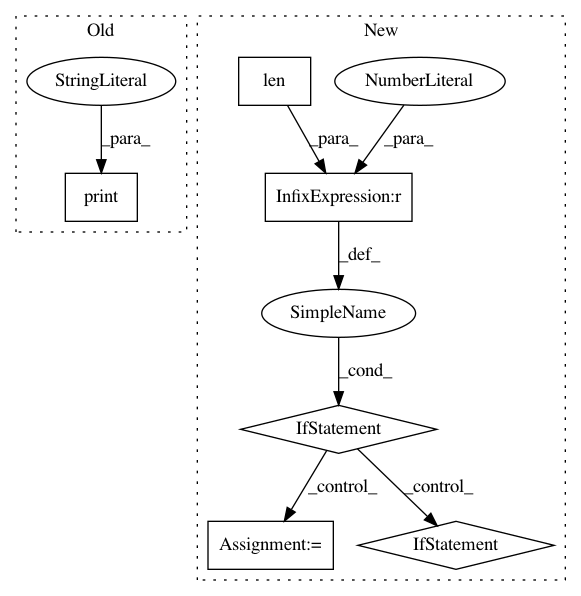 Old
New
StringLiteral
len
NumberLiteral
_para_
_para_
_para_
print
InfixExpression:r
_def_
SimpleName
_cond_
IfStatement
_control_
_control_
Assignment:=
IfStatement